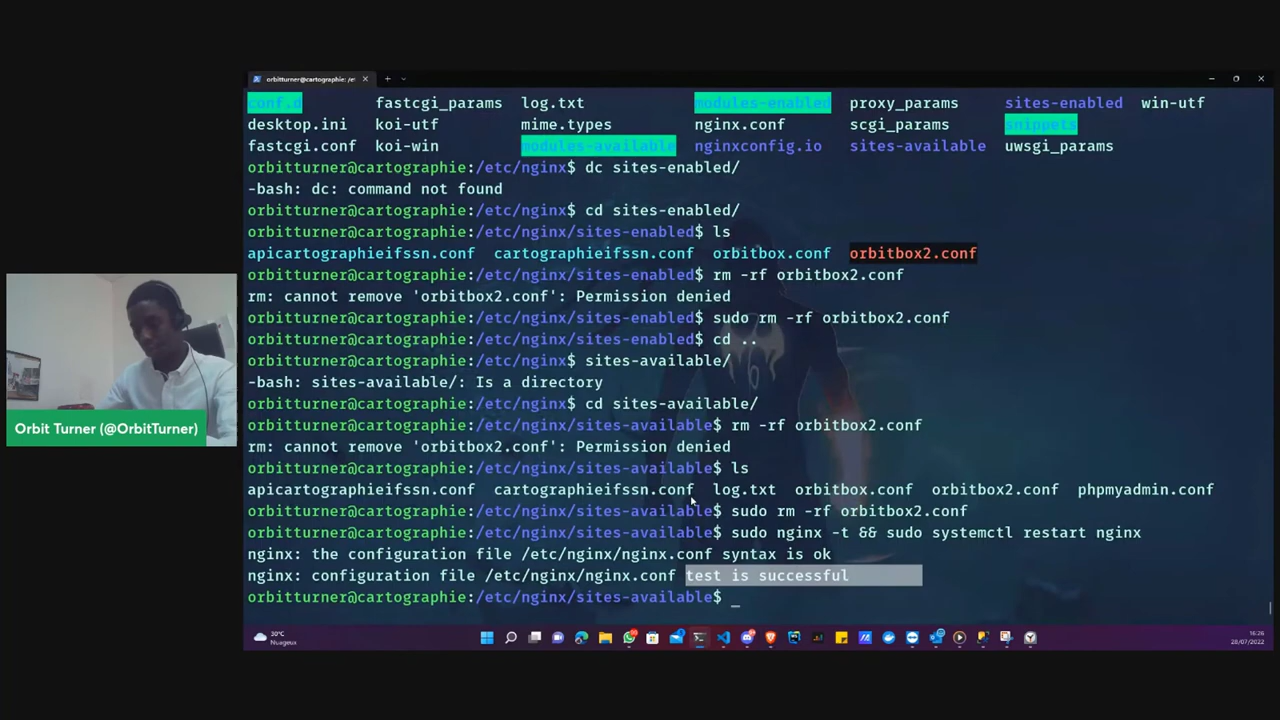 orbitturner@cartographie: /et
conf.d fastcgi_params log.txt modules-enabled proxy_params sites-enabled win-utf
desktop.ini koi-utf mime.types nginx.conf scgi_params snippets
fastcgi.conf koi-win modules-available nginxconfig.io sites-available uwsgi_params
orbitturner@cartographie:/etc/nginx$ dc sites-enabled/
-bash: dc: command not found
orbitturner@cartographie:/etc/nginx$ cd sites-enabled/
orbitturner@cartographie:/etc/nginx/sites-enabled$ ls
apicartographieifssn.conf cartographieifssn.conf orbitbox.conf orbitbox2.conf
orbitturner@cartographie:/etc/nginx/sites-enabled$ rm -rf orbitbox2.conf
rm: cannot remove 'orbitbox2.conf': Permission denied
orbitturner@cartographie:/etc/nginx/sites-enabled$ sudo rm -rf orbitbox2.conf
orbitturner@cartographie:/etc/nginx/sites-enabled$ cd ..
orbitturner@cartographie:/etc/nginx$ sites-available/
-bash: sites-available/: Is a directory
orbitturner@cartographie:/etc/nginx$ cd sites-available/
orbitturner@cartographie:/etc/nginx/sites-available$ rm -rf orbitbox2.conf
rm: cannot remove 'orbitbox2.conf': Permission denied
orbitturner@cartographie:/etc/nginx/sites-available$ ls
apicartographieifssn.conf cartographieifssn.conf log.txt orbitbox.conf orbitbox2.conf phpmyadmin.conf
orbitturner@cartographie:/etc/nginx/sites-available$ sudo rm -rf orbitbox2.conf
orbitturner@cartographie:/etc/nginx/sites-available$ sudo nginx -t && sudo systemctl restart nginx
nginx: the configuration file /etc/nginx/nginx.conf syntax is ok
nginx: configuration file /etc/nginx/nginx.conf test is successful
orbitturner@cartographie:/etc/nginx/sites-available$ _
Orbit Turner (@OrbitTurner)
30°C
Nuageux
16:26
28/07/2022